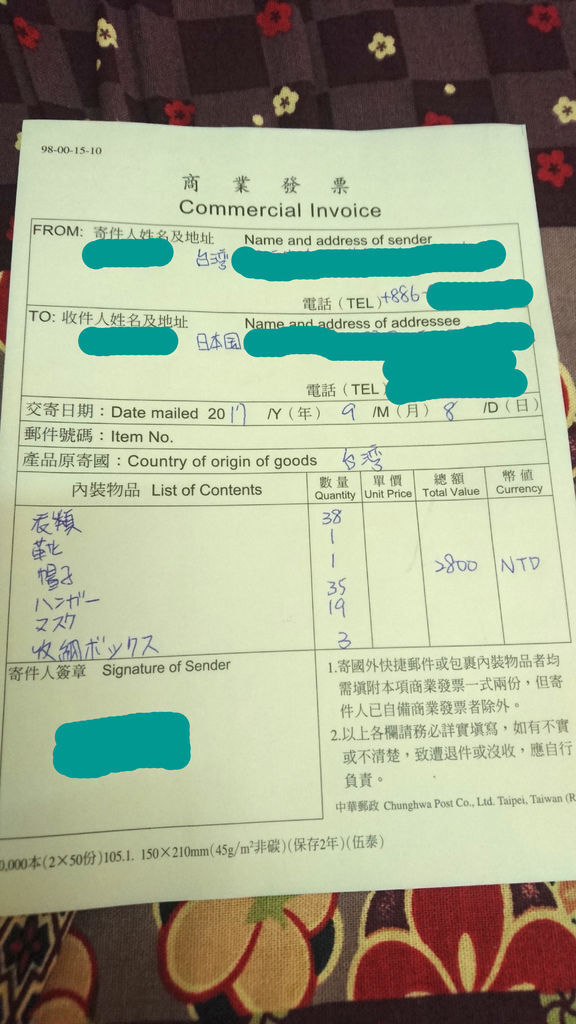 98-00-15-10
商業發票
Commercial Invoice
FROM: 寄件人姓名及地址 Name and address of sender
台湾
電話（TEL）+886-
TO: 收件人姓名及地址 Name and address of addressee
日本国
電話（TEL
交寄日期：Date mailed 2017 /Y（年） 9 /M（月） 8 /D（日）
郵件號碼：Item No.
產品原寄國：Country of origin of goods 台湾
內裝物品 List of Contents 數量 Quantity 單價 Unit Price 總額 Total Value 幣值 Currency
衣類 38
靴 1
帽子 1
ハンガー 35
マスク 19
収納ボックス 3
2800 NTD
寄件人簽章 Signature of Sender
1.寄國外快捷郵件或包裹內裝物品者均
需填附本項商業發票一式兩份，但寄
件人已自備商業發票者除外。
2.以上各欄請務必詳實填寫，如有不實
或不清楚，致遭退件或沒收，應自行
負責。
中華郵政 Chunghwa Post Co., Ltd. Taipei, Taiwan (R
0,000本(2×50份)105.1. 150×210mm(45g/m²非碳)(保存2年)(伍泰)